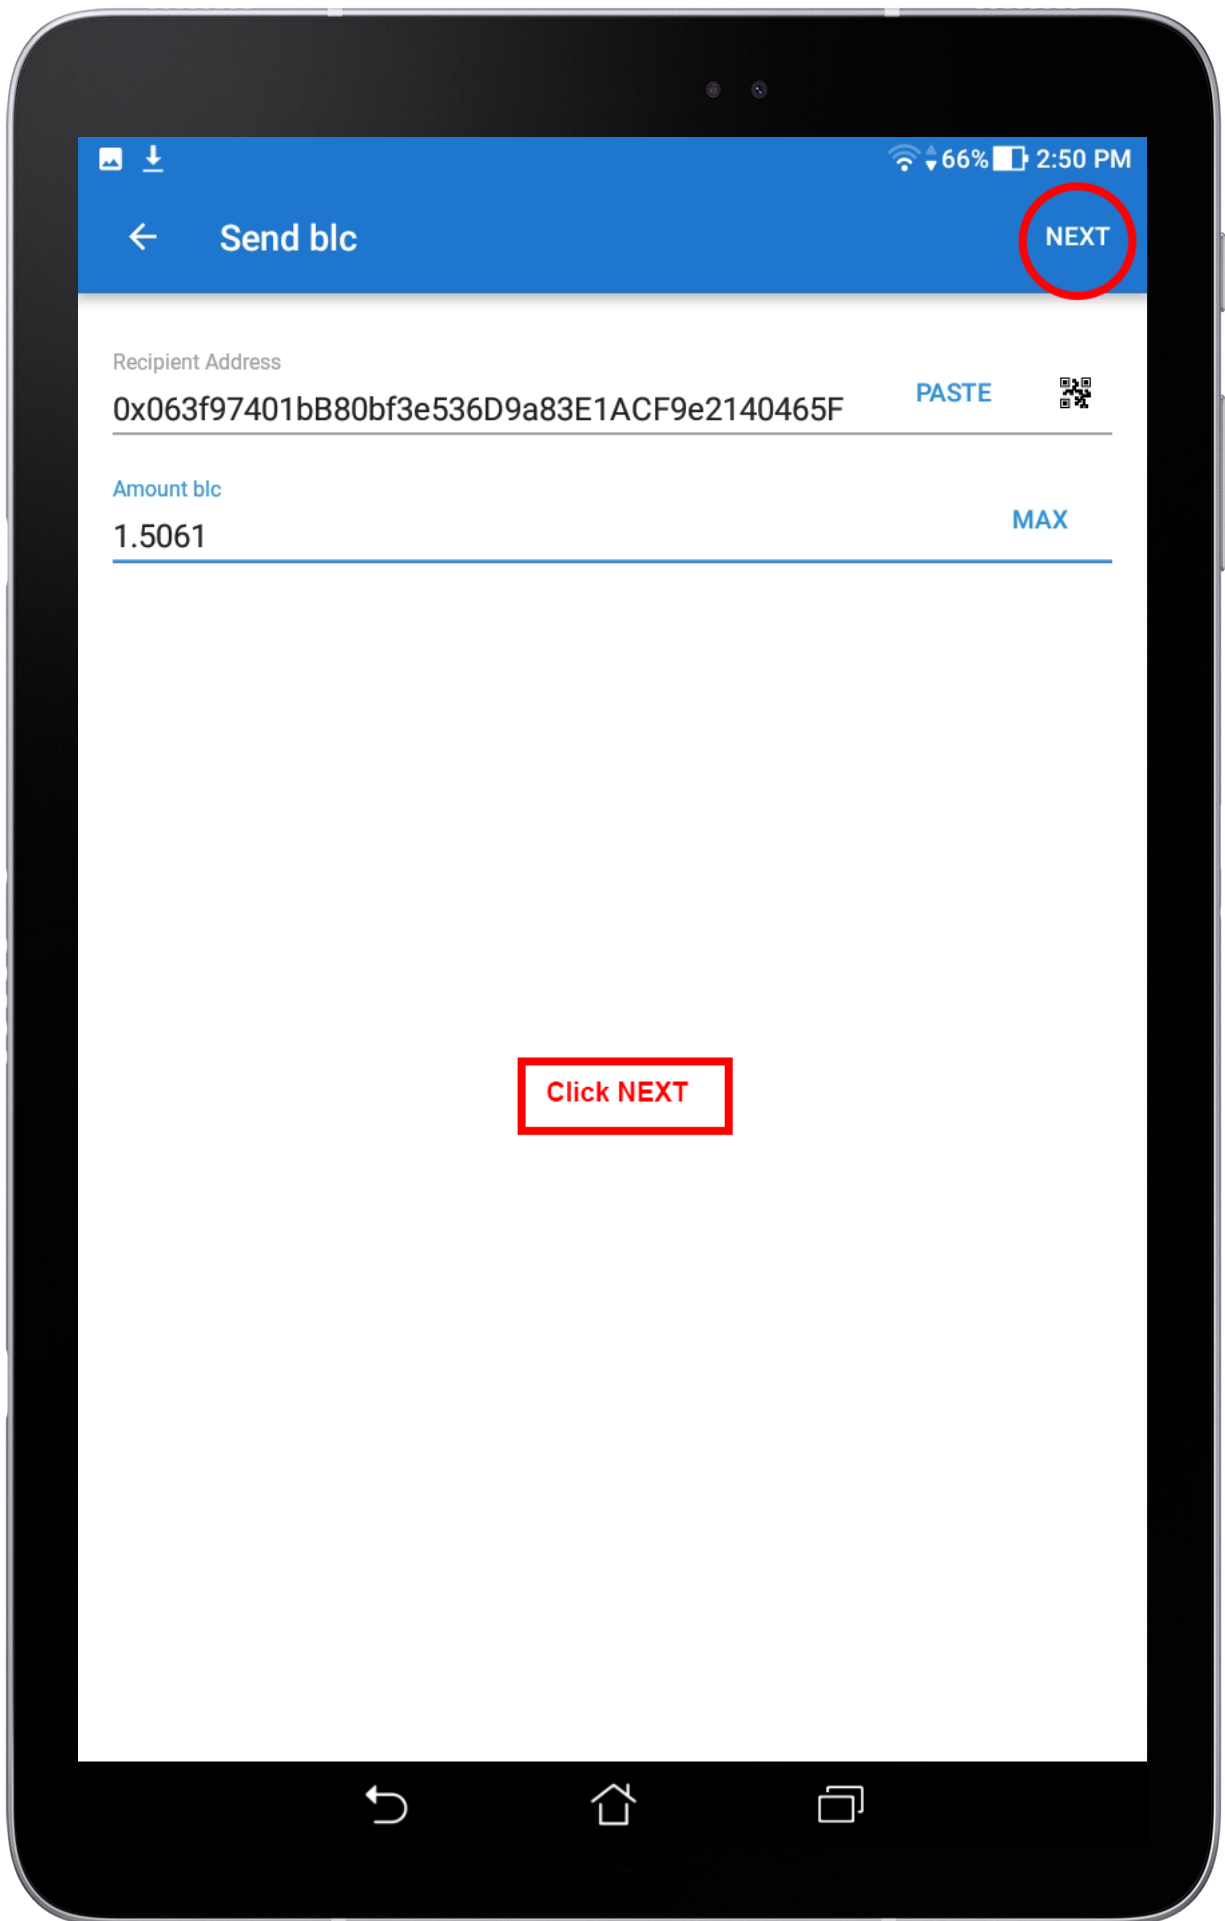 66% 2:50 PM
Send blc
NEXT
Recipient Address
0x063f97401bB80bf3e536D9a83E1ACF9e2140465F
PASTE
Amount blc
1.5061
MAX
Click NEXT